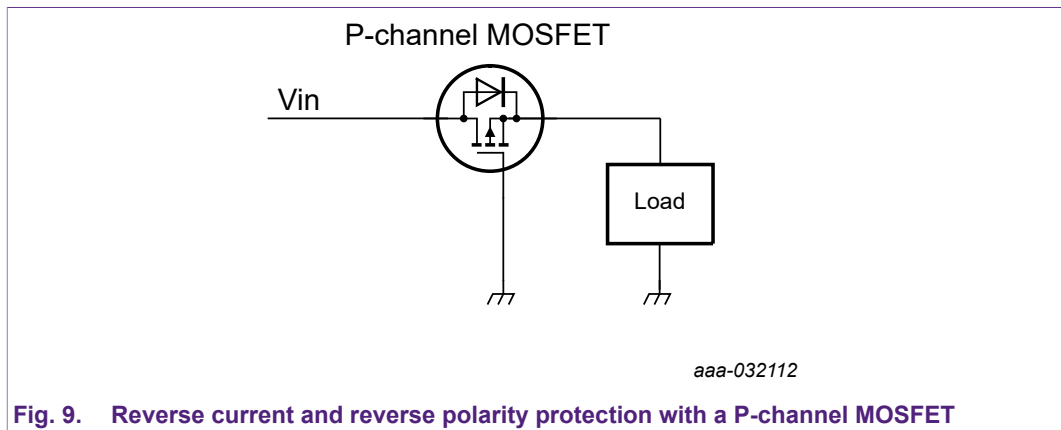 P-channel MOSFET
Vin
Load
aaa-032112
Fig. 9. Reverse current and reverse polarity protection with a P-channel MOSFET